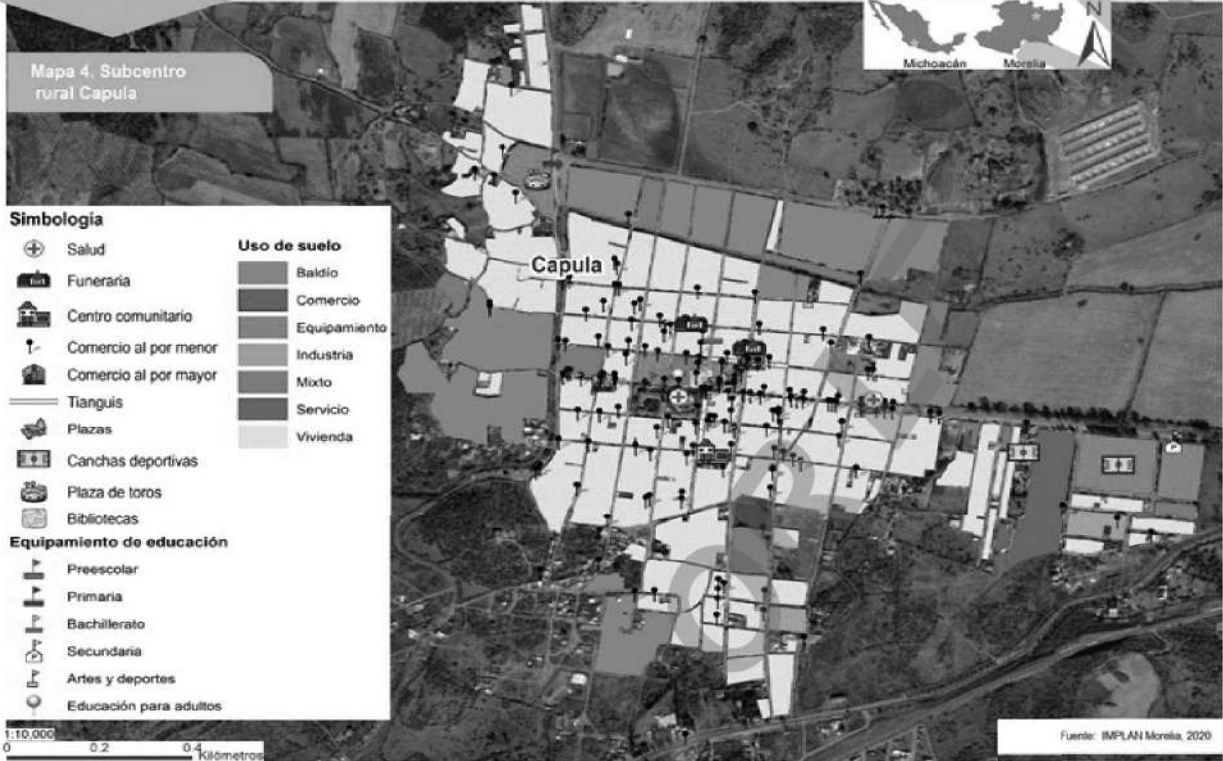 Mapa 4. Subcentro
rural Capula
N
Michoacán
Morelia
Capula
Simbología
Salud
Funeraria
Centro comunitario
Comercio al por menor
Comercio al por mayor
Tianguis
Plazas
Canchas deportivas
Plaza de toros
Bibliotecas
Equipamiento de educación
Preescolar
Primaria
Bachillerato
Secundaria
Artes y deportes
Educación para adultos
Uso de suelo
Baldío
Comercio
Equipamiento
Industria
Mixto
Servicio
Vivienda
1:10,000
0 0.2 0.4
Kilómetros
Fuente: IMPLAN Morelia, 2020